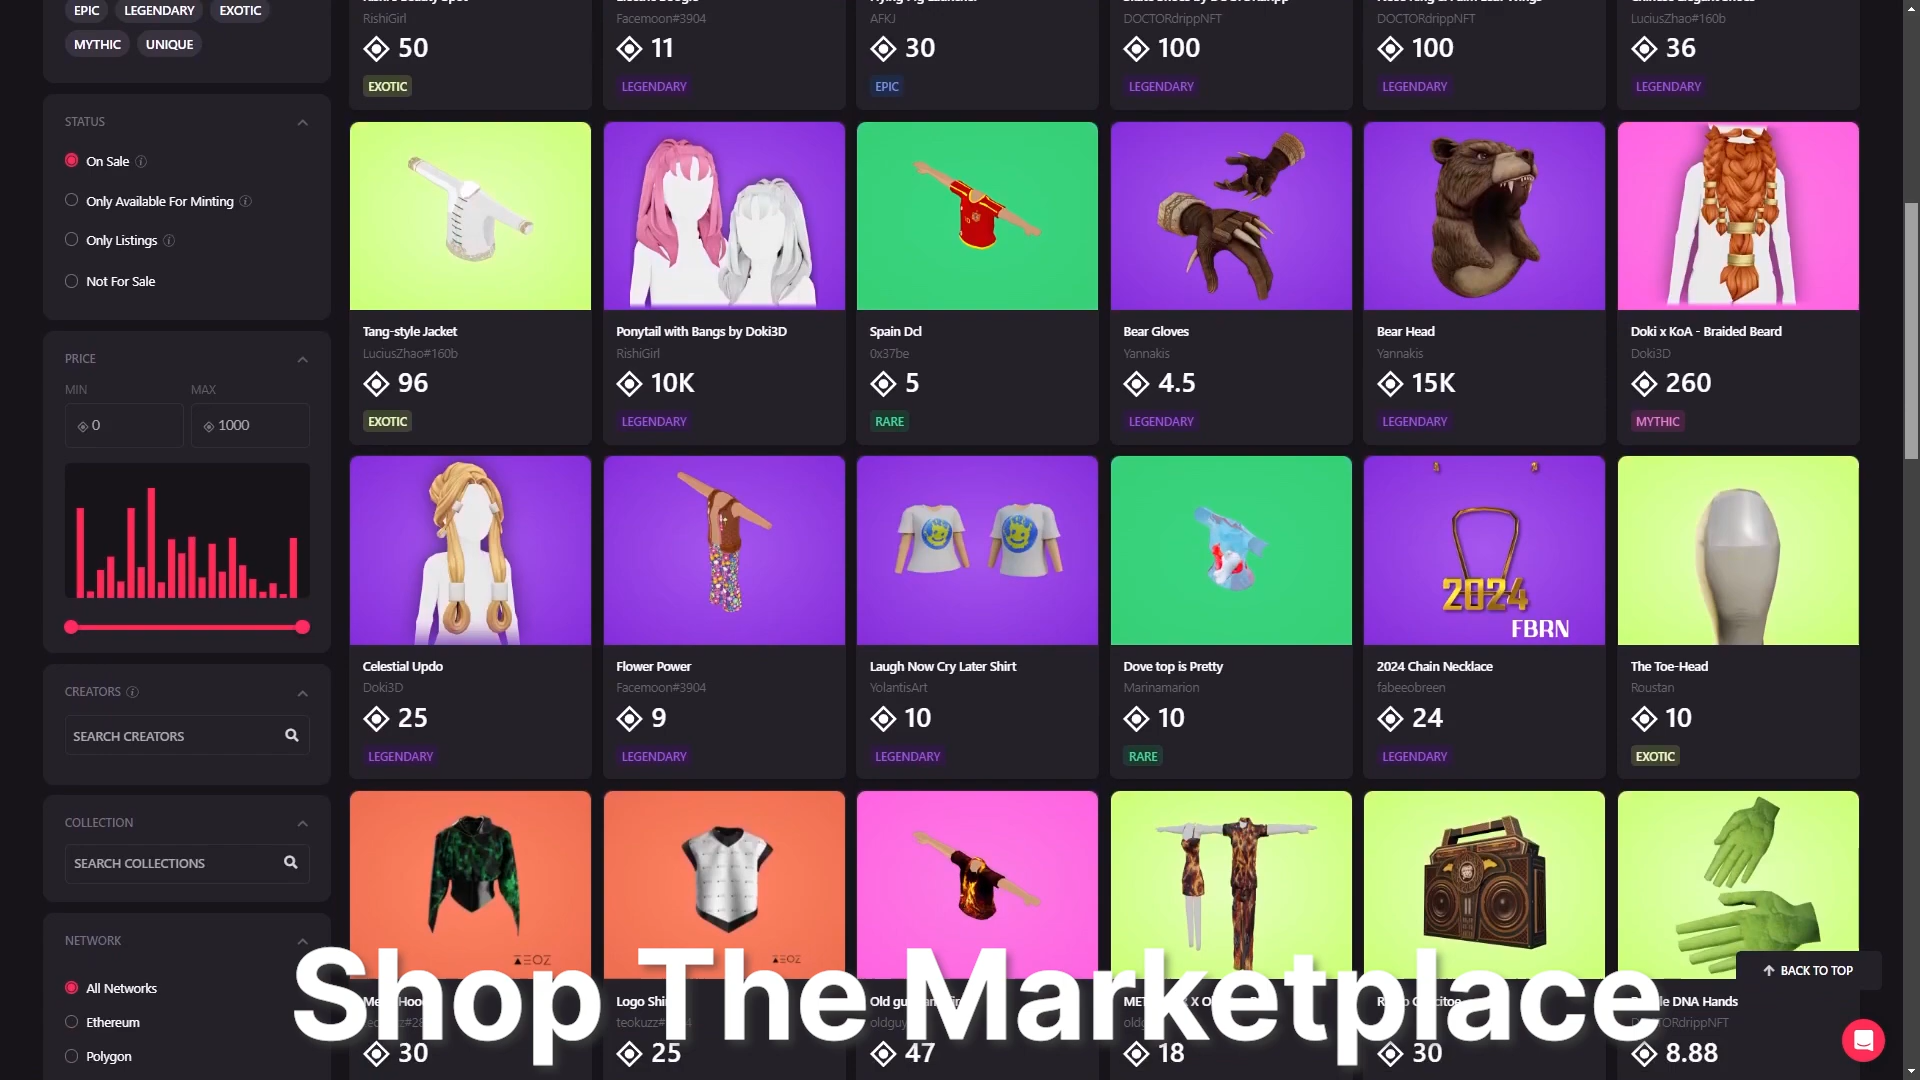 EPIC LEGENDARY EXOTIC
MYTHIC UNIQUE
RishiGirl
50
EXOTIC
Facemoon#3904
11
LEGENDARY
AFKJ
30
EPIC
DOCTORdrippNFT
100
LEGENDARY
DOCTORdrippNFT
100
LEGENDARY
LuciusZhao#160b
36
LEGENDARY
STATUS
On Sale
Only Available For Minting
Only Listings
Not For Sale
Tang-style Jacket
LuciusZhao#160b
96
EXOTIC
Ponytail with Bangs by Doki3D
RishiGirl
10K
LEGENDARY
Spain Dcl
0x37be
5
RARE
Bear Gloves
Yannakis
4.5
LEGENDARY
Bear Head
Yannakis
15K
LEGENDARY
Doki x KoA - Braided Beard
Doki3D
260
MYTHIC
PRICE
MIN MAX
0 1000
CREATORS
SEARCH CREATORS
2024
FBRN
Celestial Updo
Doki3D
25
LEGENDARY
Flower Power
Facemoon#3904
9
LEGENDARY
Laugh Now Cry Later Shirt
YolantisArt
10
LEGENDARY
Dove top is Pretty
Marinamarion
10
RARE
2024 Chain Necklace
fabeeobreen
24
LEGENDARY
The Toe-Head
Roustan
10
EXOTIC
COLLECTION
SEARCH COLLECTIONS
NETWORK
All Networks
Ethereum
Polygon
30
Logo
25
47
18
30
DNA Hands
8.88
BACK TO TOP
Shop The Marketplace